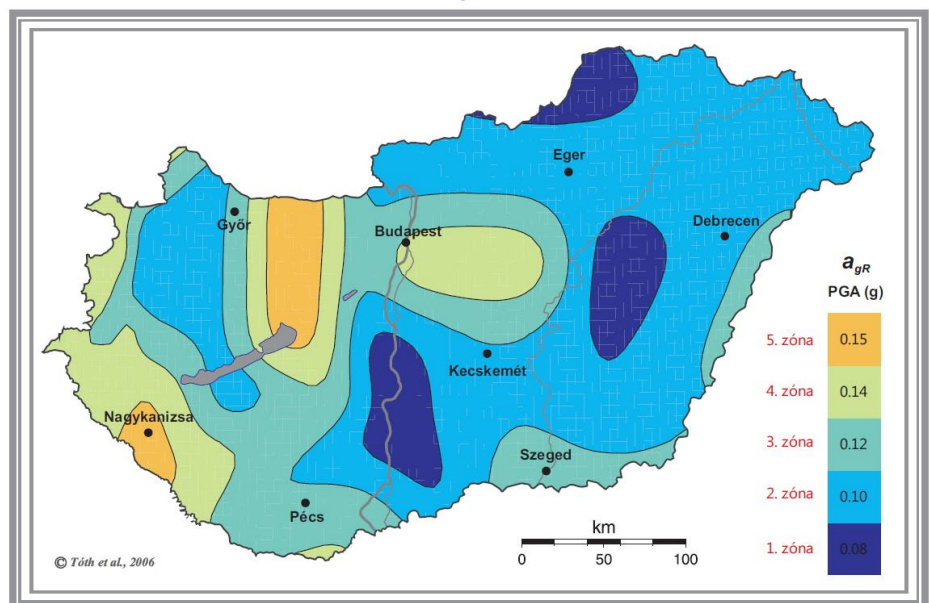 Eger
Győr
Budapest
Debrecen
a_gR
PGA (g)
5. zóna 0.15
Kecskemét
4. zóna 0.14
Nagykanizsa
3. zóna 0.12
Szeged
2. zóna 0.10
Pécs
km
1. zóna 0.08
0 50 100
© Tóth et al., 2006